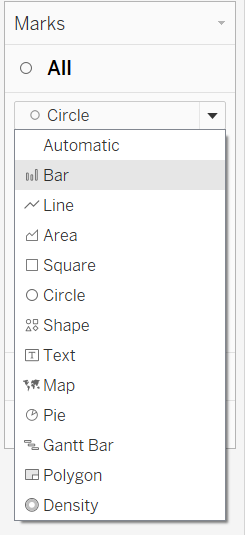 Marks
All
Circle
Automatic
Bar
Line
Area
Square
Circle
Shape
Text
Map
Pie
Gantt Bar
Polygon
Density